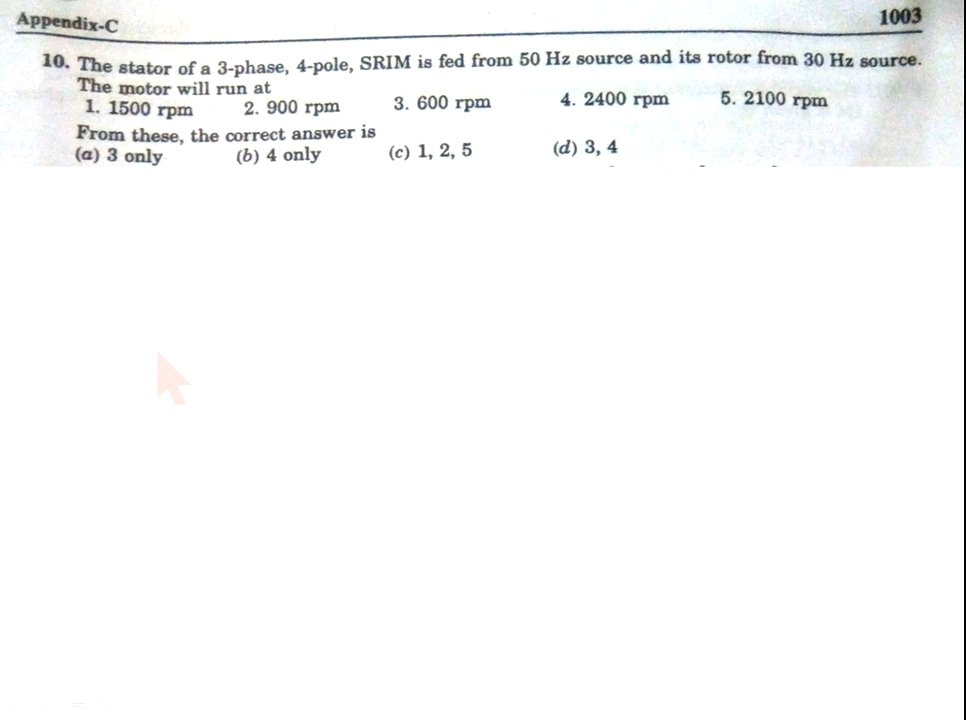 Appendix-C 1003
10. The stator of a 3-phase, 4-pole, SRIM is fed from 50 Hz source and its rotor from 30 Hz source.
The motor will run at
1. 1500 rpm 2. 900 rpm 3. 600 rpm 4. 2400 rpm 5. 2100 rpm
From these, the correct answer is
(a) 3 only (b) 4 only (c) 1, 2, 5 (d) 3, 4